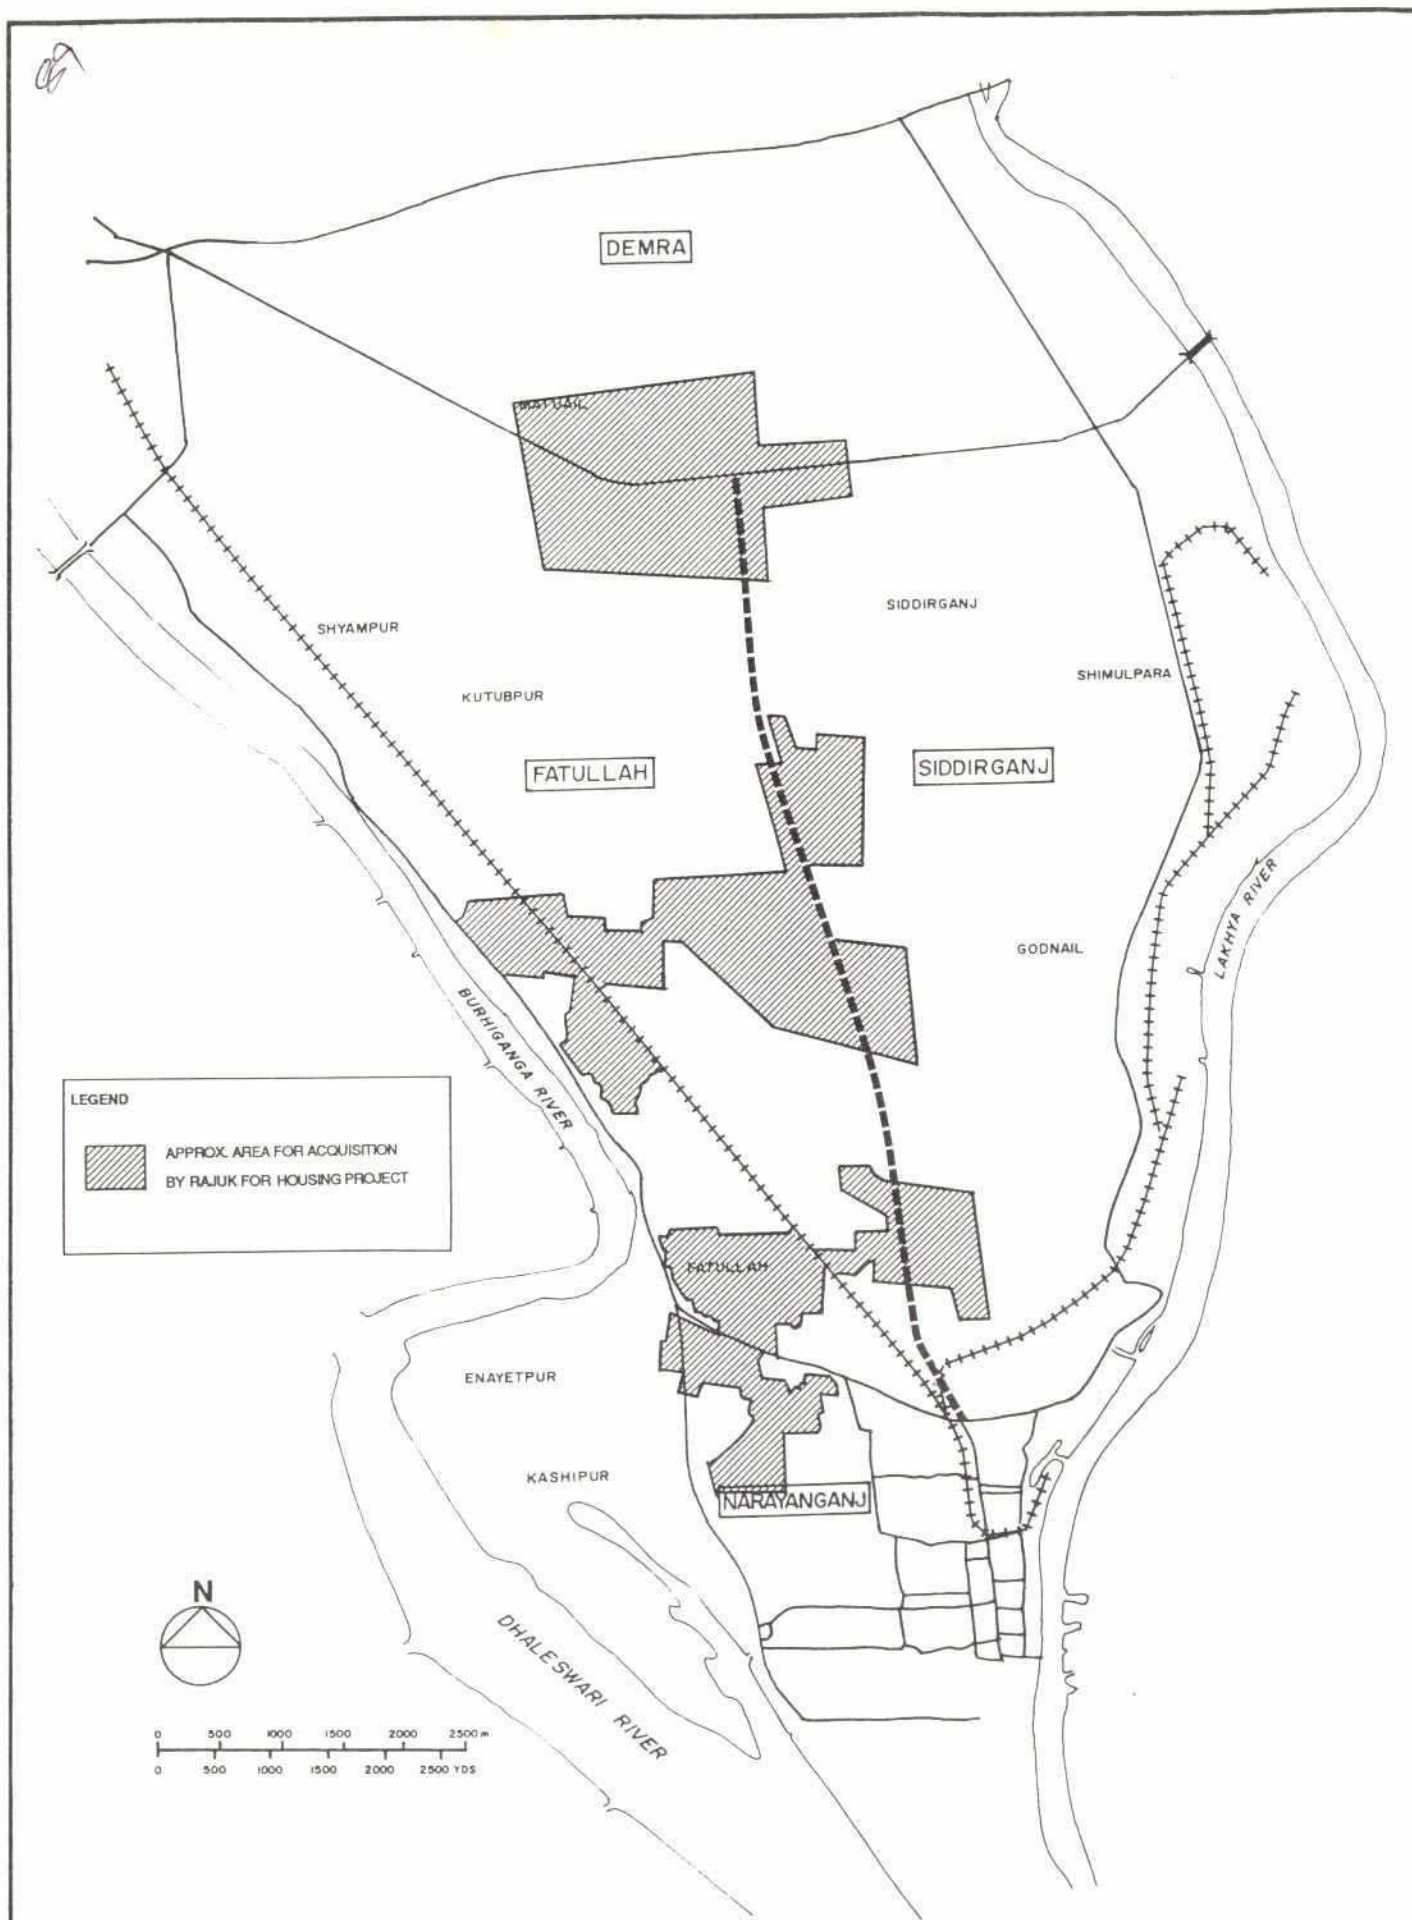 DEMRA
MATUAIL
SIDDIRGANJ
SHYAMPUR
SHIMULPARA
KUTUBPUR
FATULLAH
SIDDIRGANJ
LAKHYA RIVER
GODNAIL
BURHIGANGA RIVER
LEGEND
APPROX. AREA FOR ACQUISITION
BY RAJUK FOR HOUSING PROJECT
FATULLAH
ENAYETPUR
KASHIPUR
NARAYANGANJ
N
DHALESWARI RIVER
0 500 1000 1500 2000 2500 m
0 500 1000 1500 2000 2500 YDS